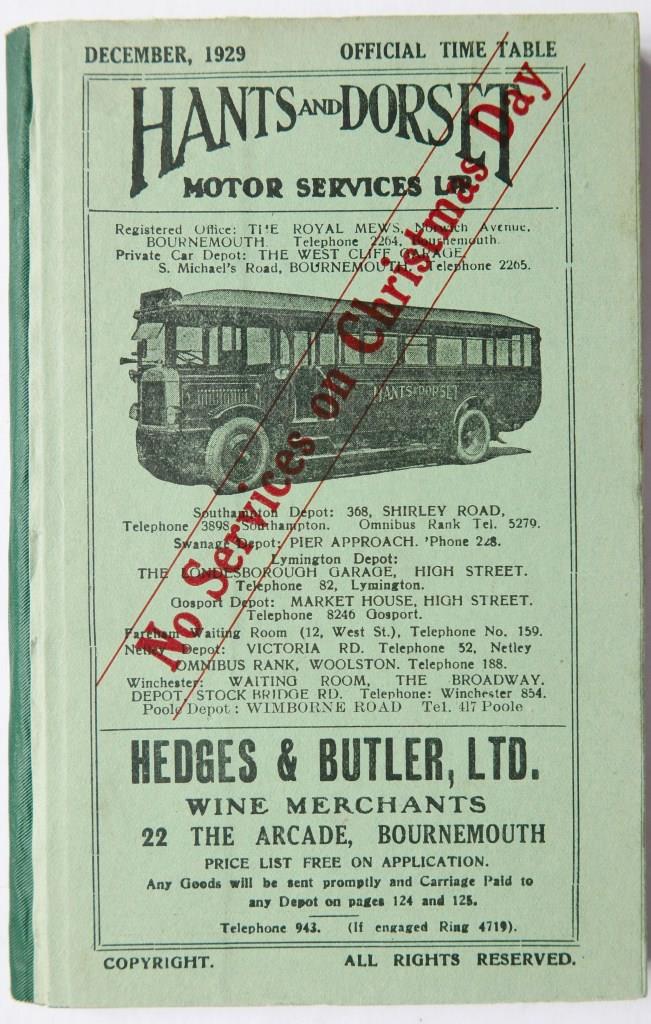 DECEMBER, 1929 OFFICIAL TIME TABLE
HANTS AND DORSET
MOTOR SERVICES LTD.
Registered Office: THE ROYAL MEWS, Norwich Avenue,
BOURNEMOUTH. Telephone 2264, Bournemouth.
Private Car Depot: THE WEST CLIFF GARAGE,
S. Michael's Road, BOURNEMOUTH. Telephone 2265.
HANTS & DORSET
No Services on Christmas Day
Southampton Depot: 368, SHIRLEY ROAD,
Telephone 3898 Southampton. Omnibus Rank Tel. 5279.
Swanage Depot: PIER APPROACH. 'Phone 228.
Lymington Depot:
THE LONDESBOROUGH GARAGE, HIGH STREET.
Telephone 82, Lymington.
Gosport Depot: MARKET HOUSE, HIGH STREET.
Telephone 8246 Gosport.
Fareham Waiting Room (12, West St.), Telephone No. 159.
Netley Depot: VICTORIA RD. Telephone 52, Netley
OMNIBUS RANK, WOOLSTON. Telephone 188.
Winchester: WAITING ROOM, THE BROADWAY.
DEPOT, STOCKBRIDGE RD. Telephone: Winchester 854.
Poole Depot: WIMBORNE ROAD Tel. 417 Poole
HEDGES & BUTLER, LTD.
WINE MERCHANTS
22 THE ARCADE, BOURNEMOUTH
PRICE LIST FREE ON APPLICATION.
Any Goods will be sent promptly and Carriage Paid to
any Depot on pages 124 and 125.
Telephone 943. (If engaged Ring 4719).
COPYRIGHT. ALL RIGHTS RESERVED.